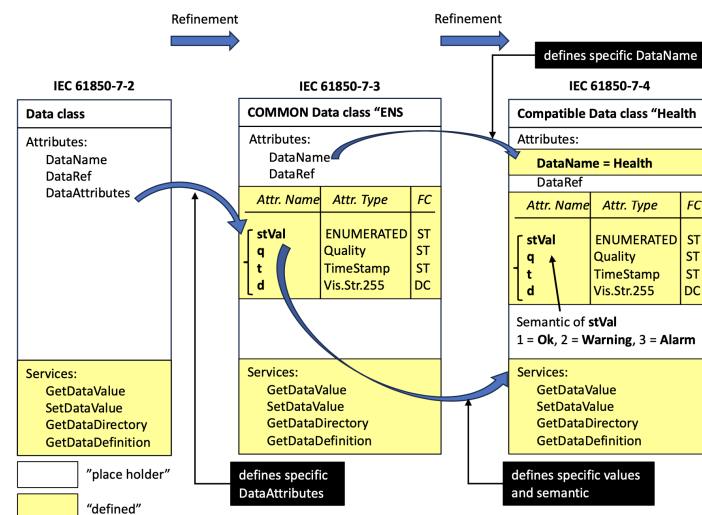 Refinement
Refinement
defines specific DataName
IEC 61850-7-2
IEC 61850-7-3
IEC 61850-7-4
Data class
Attributes:
DataName
DataRef
DataAttributes
Services:
GetDataValue
SetDataValue
GetDataDirectory
GetDataDefinition
COMMON Data class “ENS
Attributes:
DataName
DataRef
Attr. Name Attr. Type FC
stVal ENUMERATED ST
q Quality ST
t TimeStamp ST
d Vis.Str.255 DC
Services:
GetDataValue
SetDataValue
GetDataDirectory
GetDataDefinition
Compatible Data class “Health
Attributes:
DataName = Health
DataRef
Attr. Name Attr. Type FC
stVal ENUMERATED ST
q Quality ST
t TimeStamp ST
d Vis.Str.255 DC
Semantic of stVal
1 = Ok, 2 = Warning, 3 = Alarm
Services:
GetDataValue
SetDataValue
GetDataDirectory
GetDataDefinition
”place hoder”
“defined”
defines specific
DataAttributes
defines specific values
and semantic